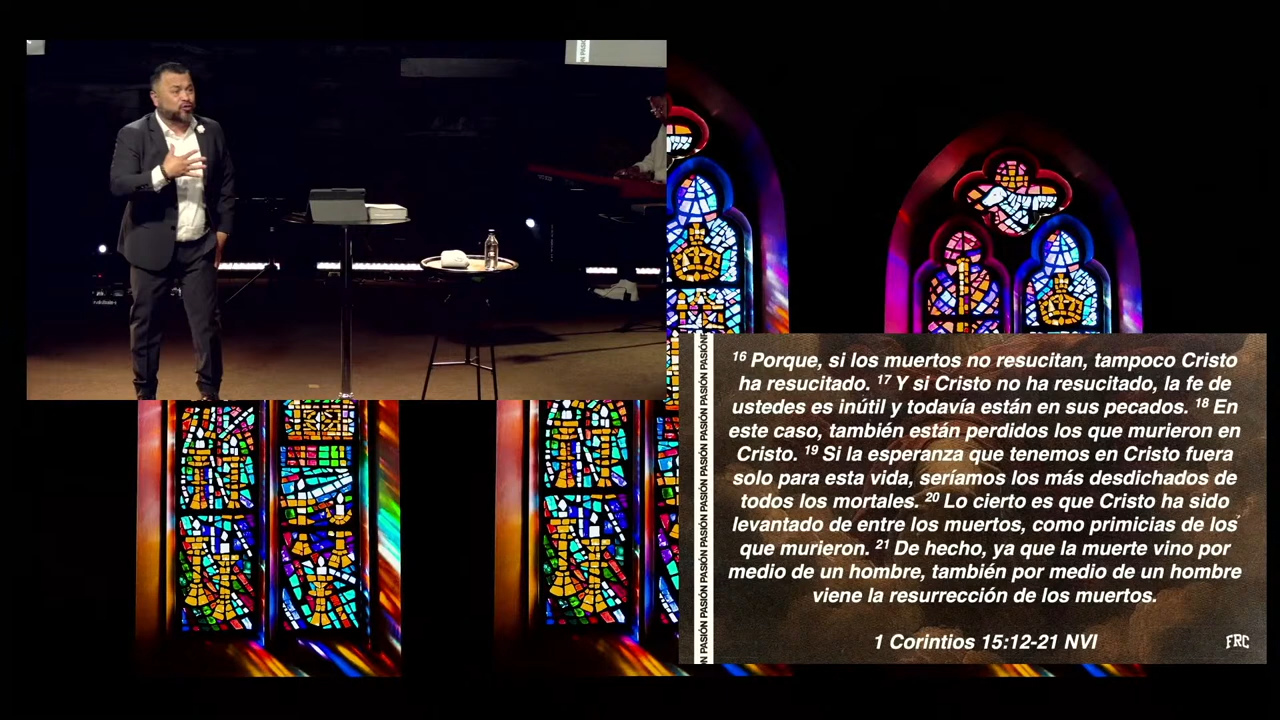 16 Porque, si los muertos no resucitan, tampoco Cristo
ha resucitado. 17 Y si Cristo no ha resucitado, la fe de
ustedes es inútil y todavía están en sus pecados. 18 En
este caso, también están perdidos los que murieron en
Cristo. 19 Si la esperanza que tenemos en Cristo fuera
solo para esta vida, seríamos los más desdichados de
todos los mortales. 20 Lo cierto es que Cristo ha sido
levantado de entre los muertos, como primicias de los
que murieron. 21 De hecho, ya que la muerte vino por
medio de un hombre, también por medio de un hombre
viene la resurrección de los muertos.
1 Corintios 15:12-21 NVI
FRC
PASIÓN PASIÓN PASIÓN PASIÓN PASIÓN PASIÓN PASIÓN PASIÓN